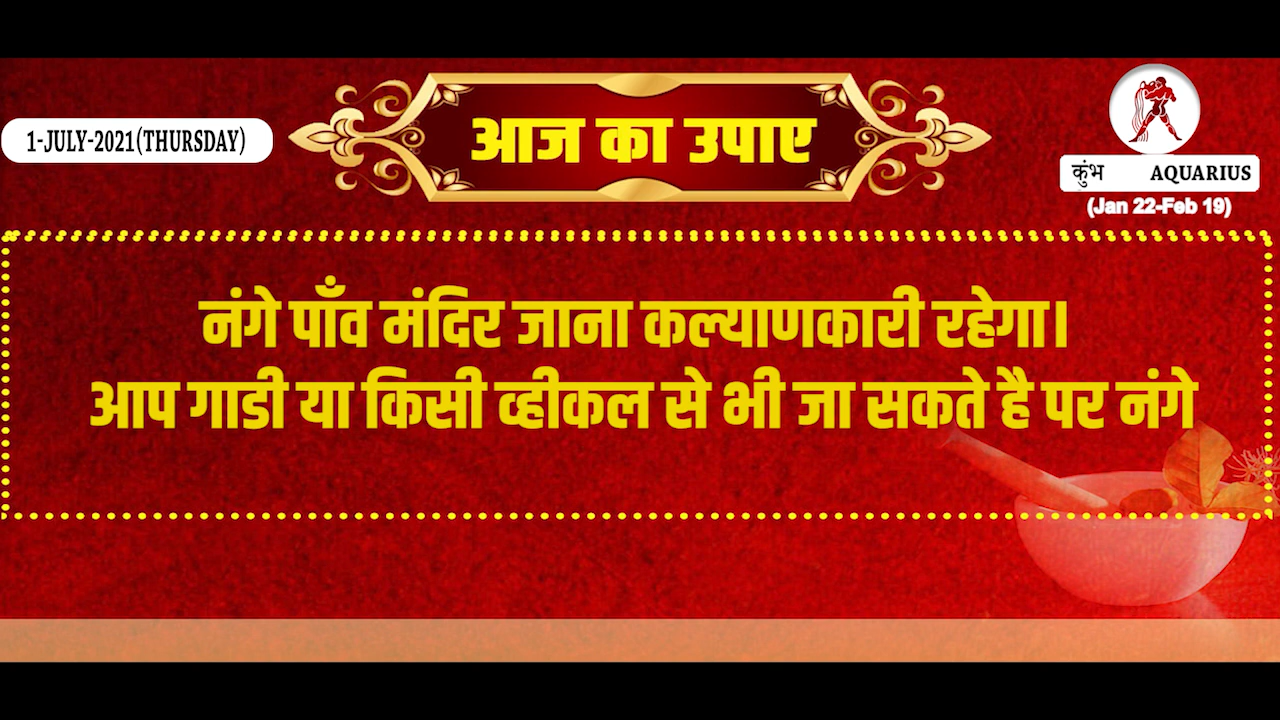 1-JULY-2021(THURSDAY)
आज का उपाए
कुंभ AQUARIUS
(Jan 22-Feb 19)
नंगे पाँव मंदिर जाना कल्याणकारी रहेगा।
आप गाडी या किसी व्हीकल से भी जा सकते है पर नंगे